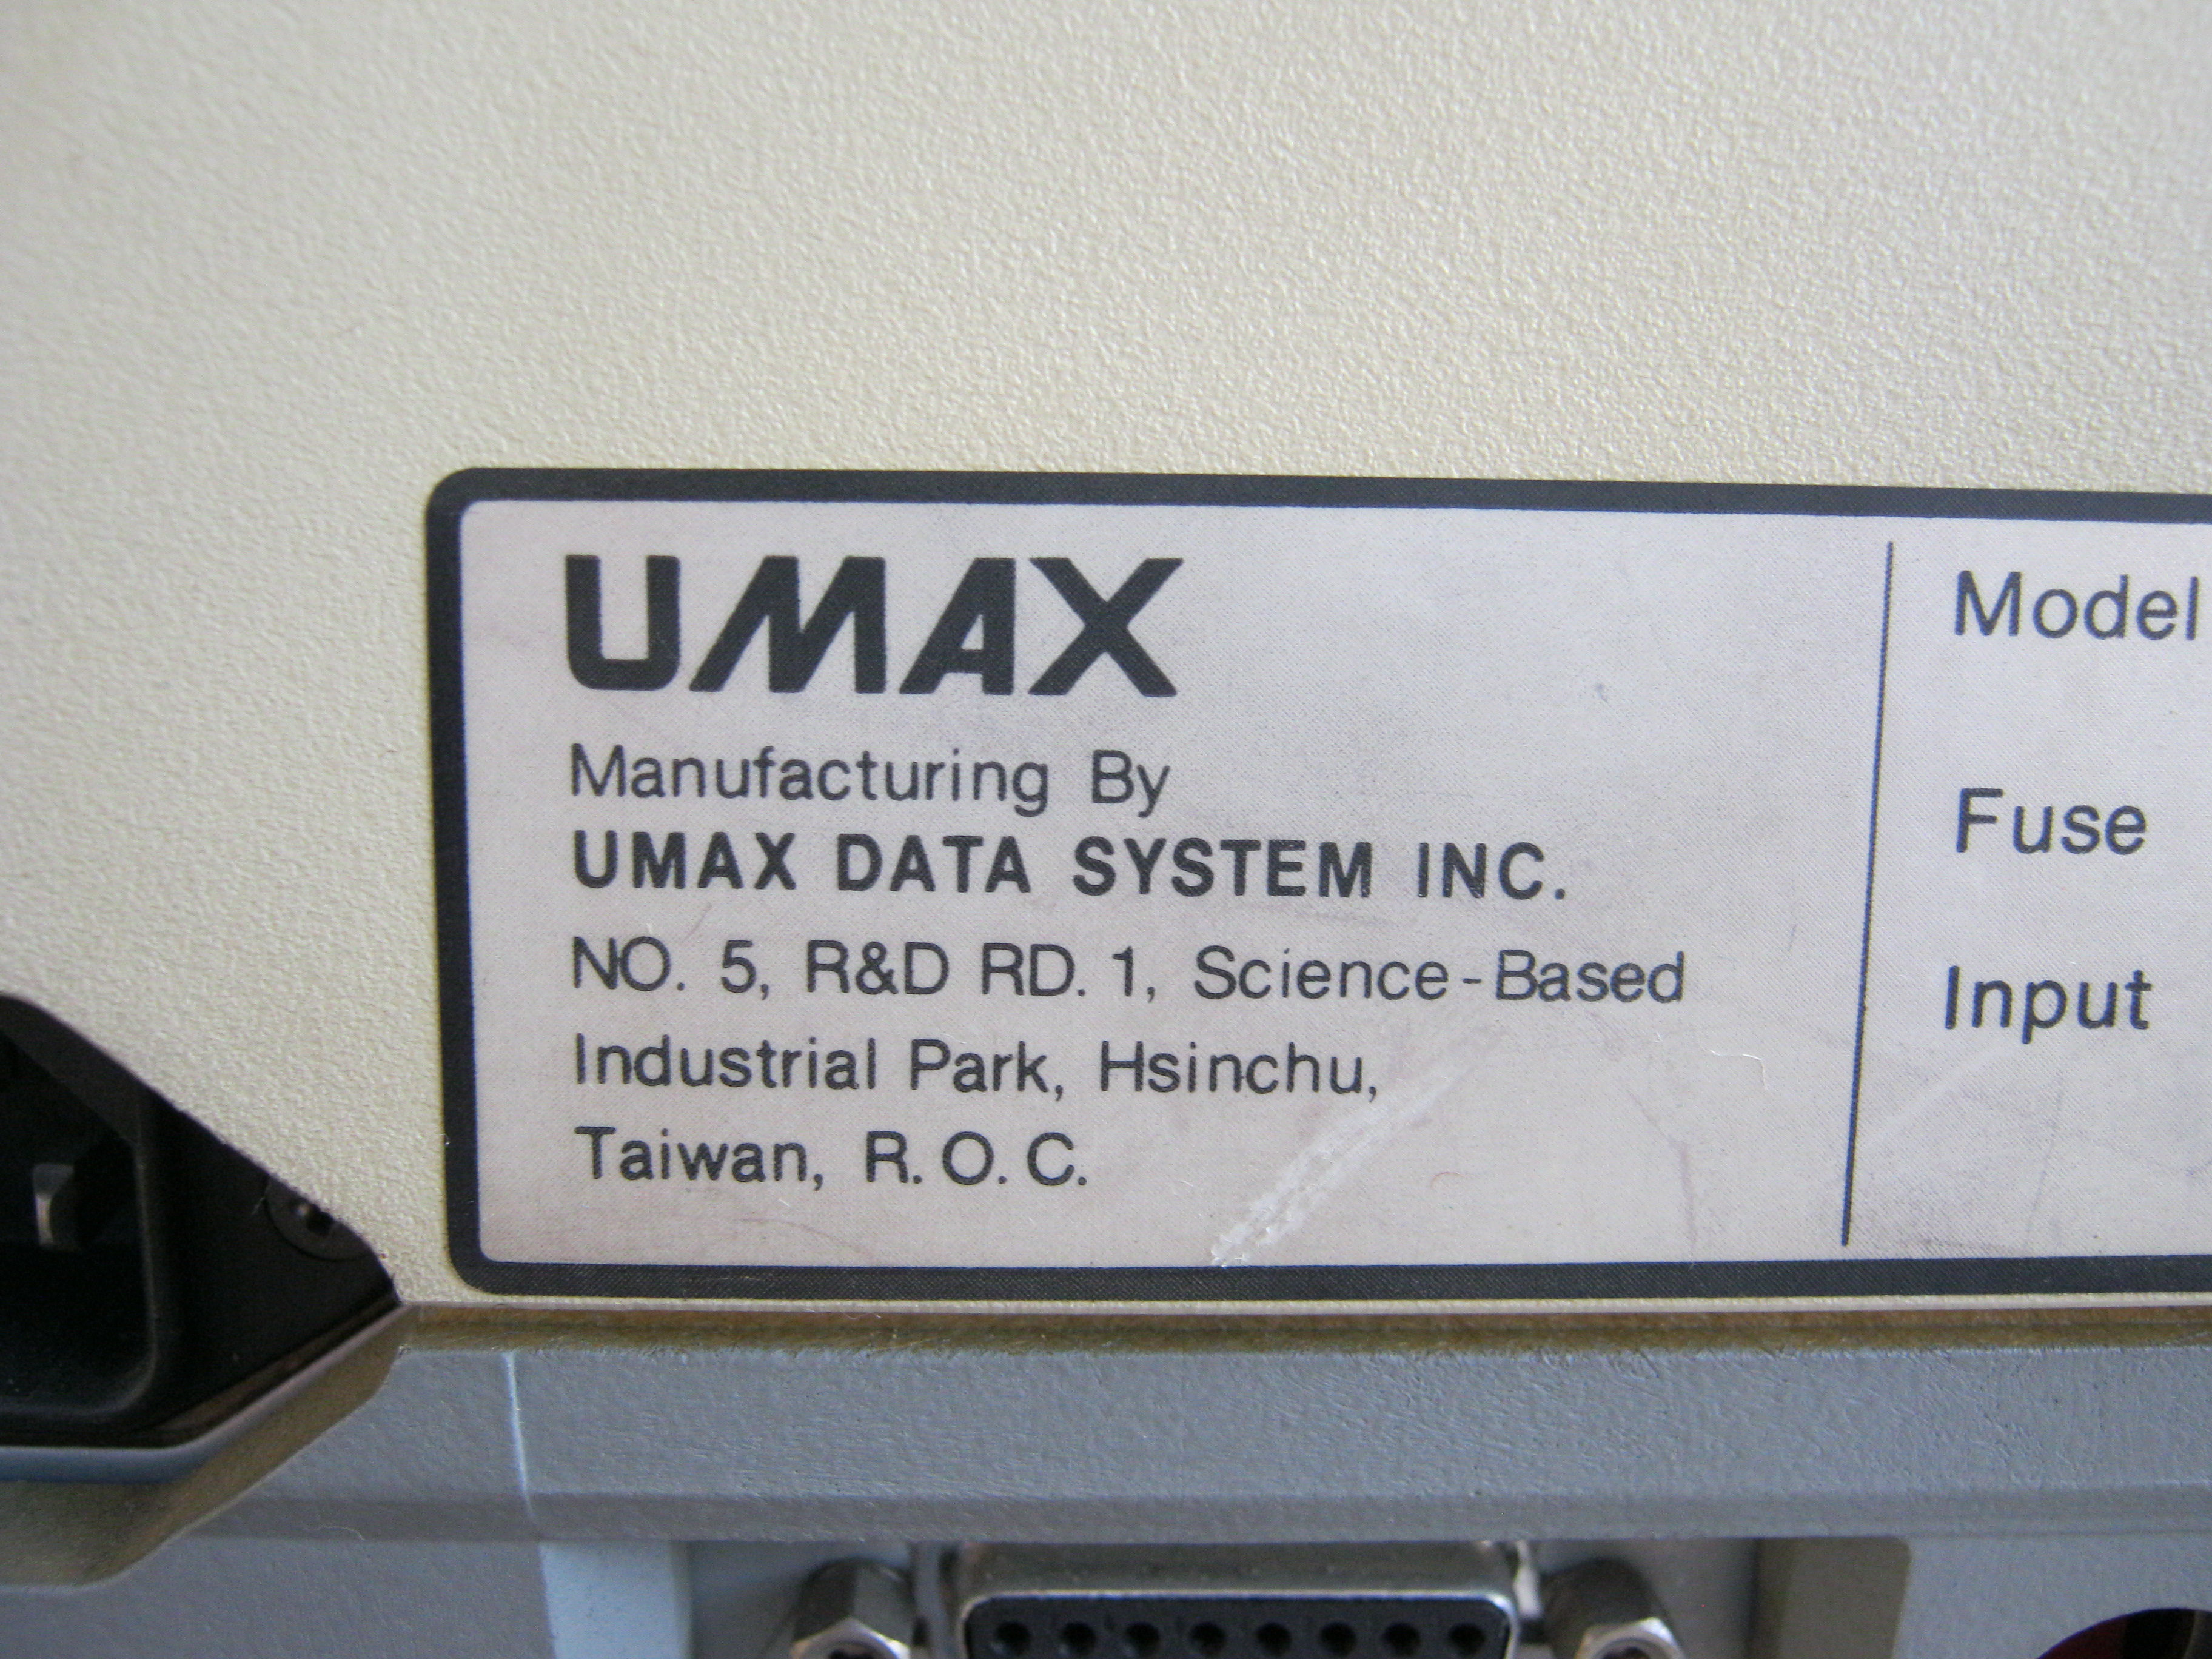 UMAX
Manufacturing By
UMAX DATA SYSTEM INC.
NO. 5, R&D RD. 1, Science-Based
Industrial Park, Hsinchu,
Taiwan, R. O. C.
Model
Fuse
Input